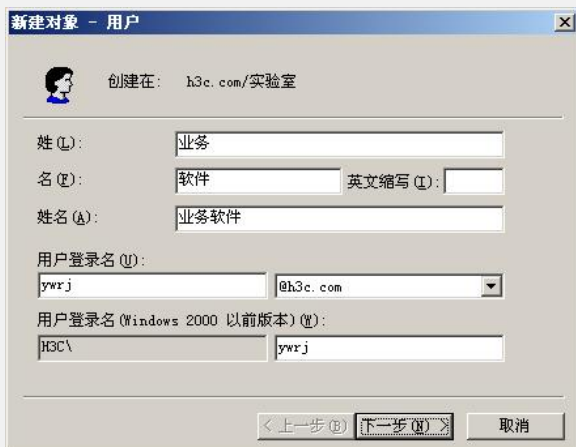 新建对象 - 用户
创建在: h3c.com/实验室
姓(L): 业务
名(F): 软件 英文缩写(I):
姓名(A): 业务软件
用户登录名(U):
ywrj @h3c.com
用户登录名(Windows 2000 以前版本)(W):
H3C\ ywrj
< 上一步(B) 下一步(N) > 取消